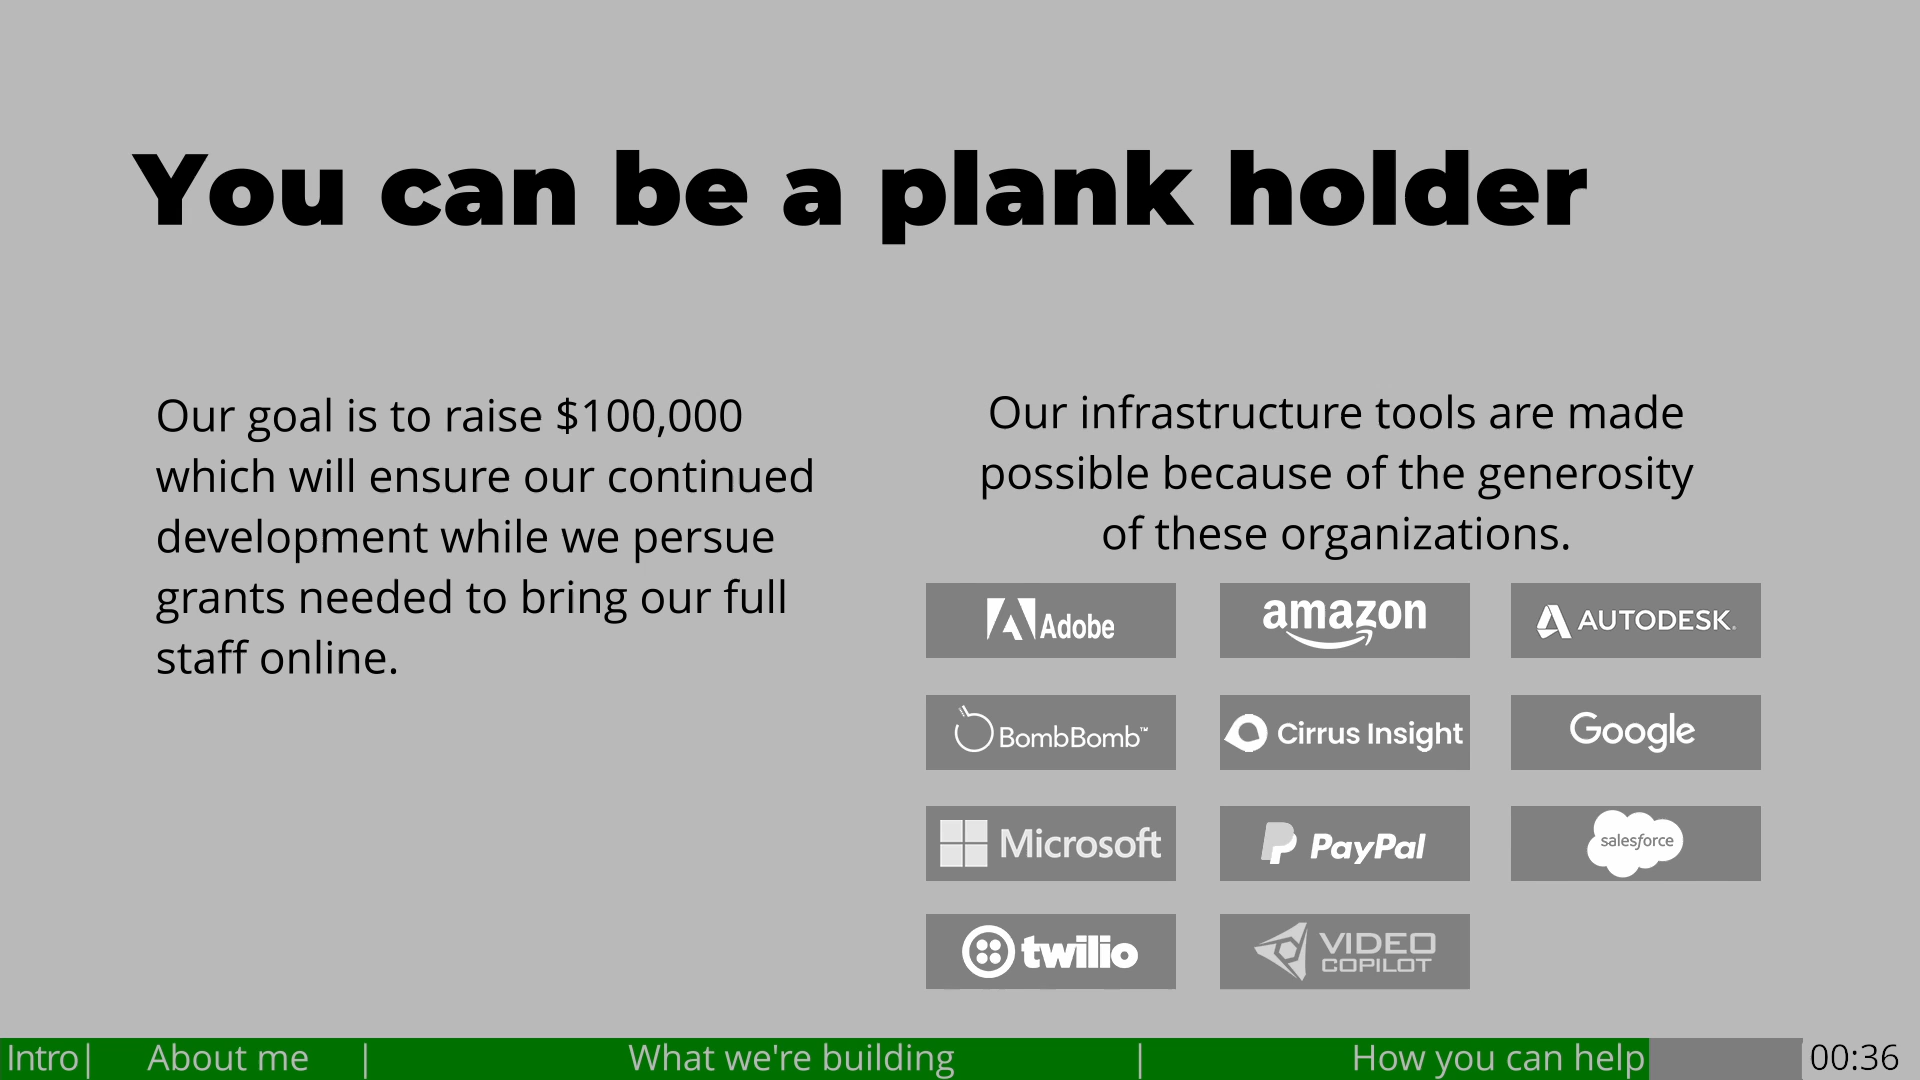 You can be a plank holder
Our goal is to raise $100,000
which will ensure our continued
development while we persue
grants needed to bring our full
staff online.
Our infrastructure tools are made
possible because of the generosity
of these organizations.
Adobe
amazon
AUTODESK.
BombBomb™
Cirrus Insight
Google
Microsoft
PayPal
salesforce
twilio
VIDEO
COPILOT
Intro| About me | What we're building | How you can help 00:36